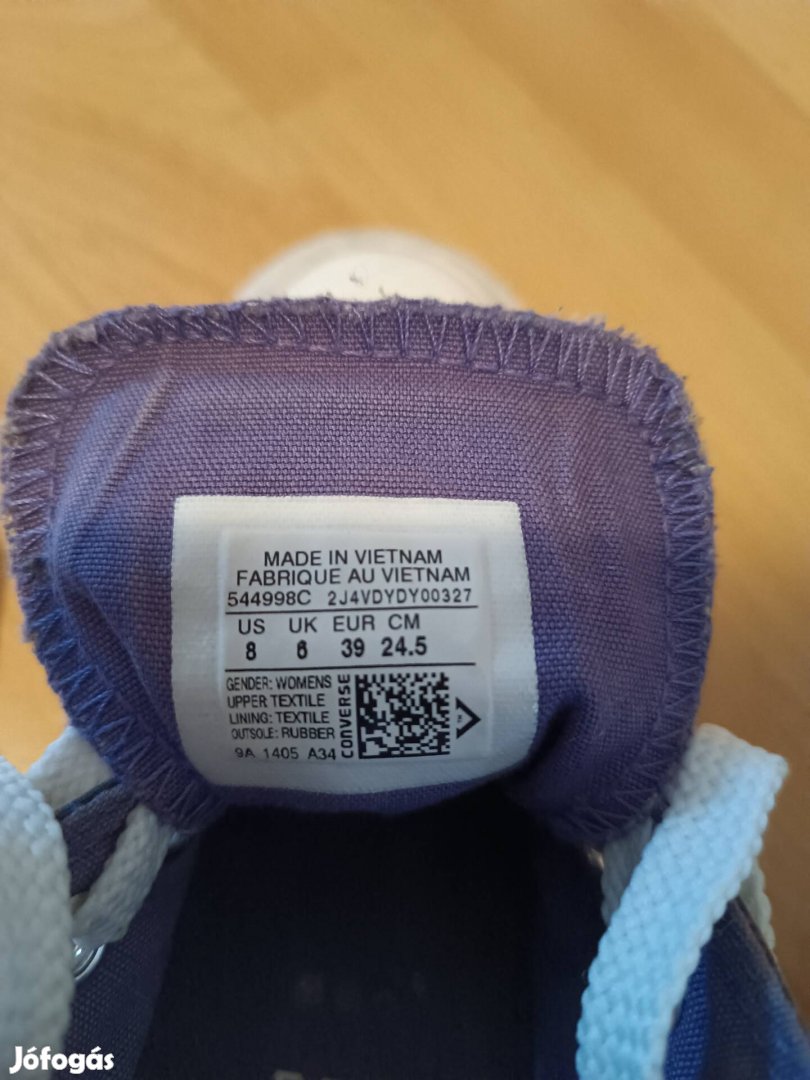 MADE IN VIETNAM
FABRIQUE AU VIETNAM
544998C 2J4VDYDY00327
US UK EUR CM
8 6 39 24.5
GENDER: WOMENS
UPPER TEXTILE
LINING: TEXTILE
OUTSOLE: RUBBER
9A 1405 A34
CONVERSE
Jófogás